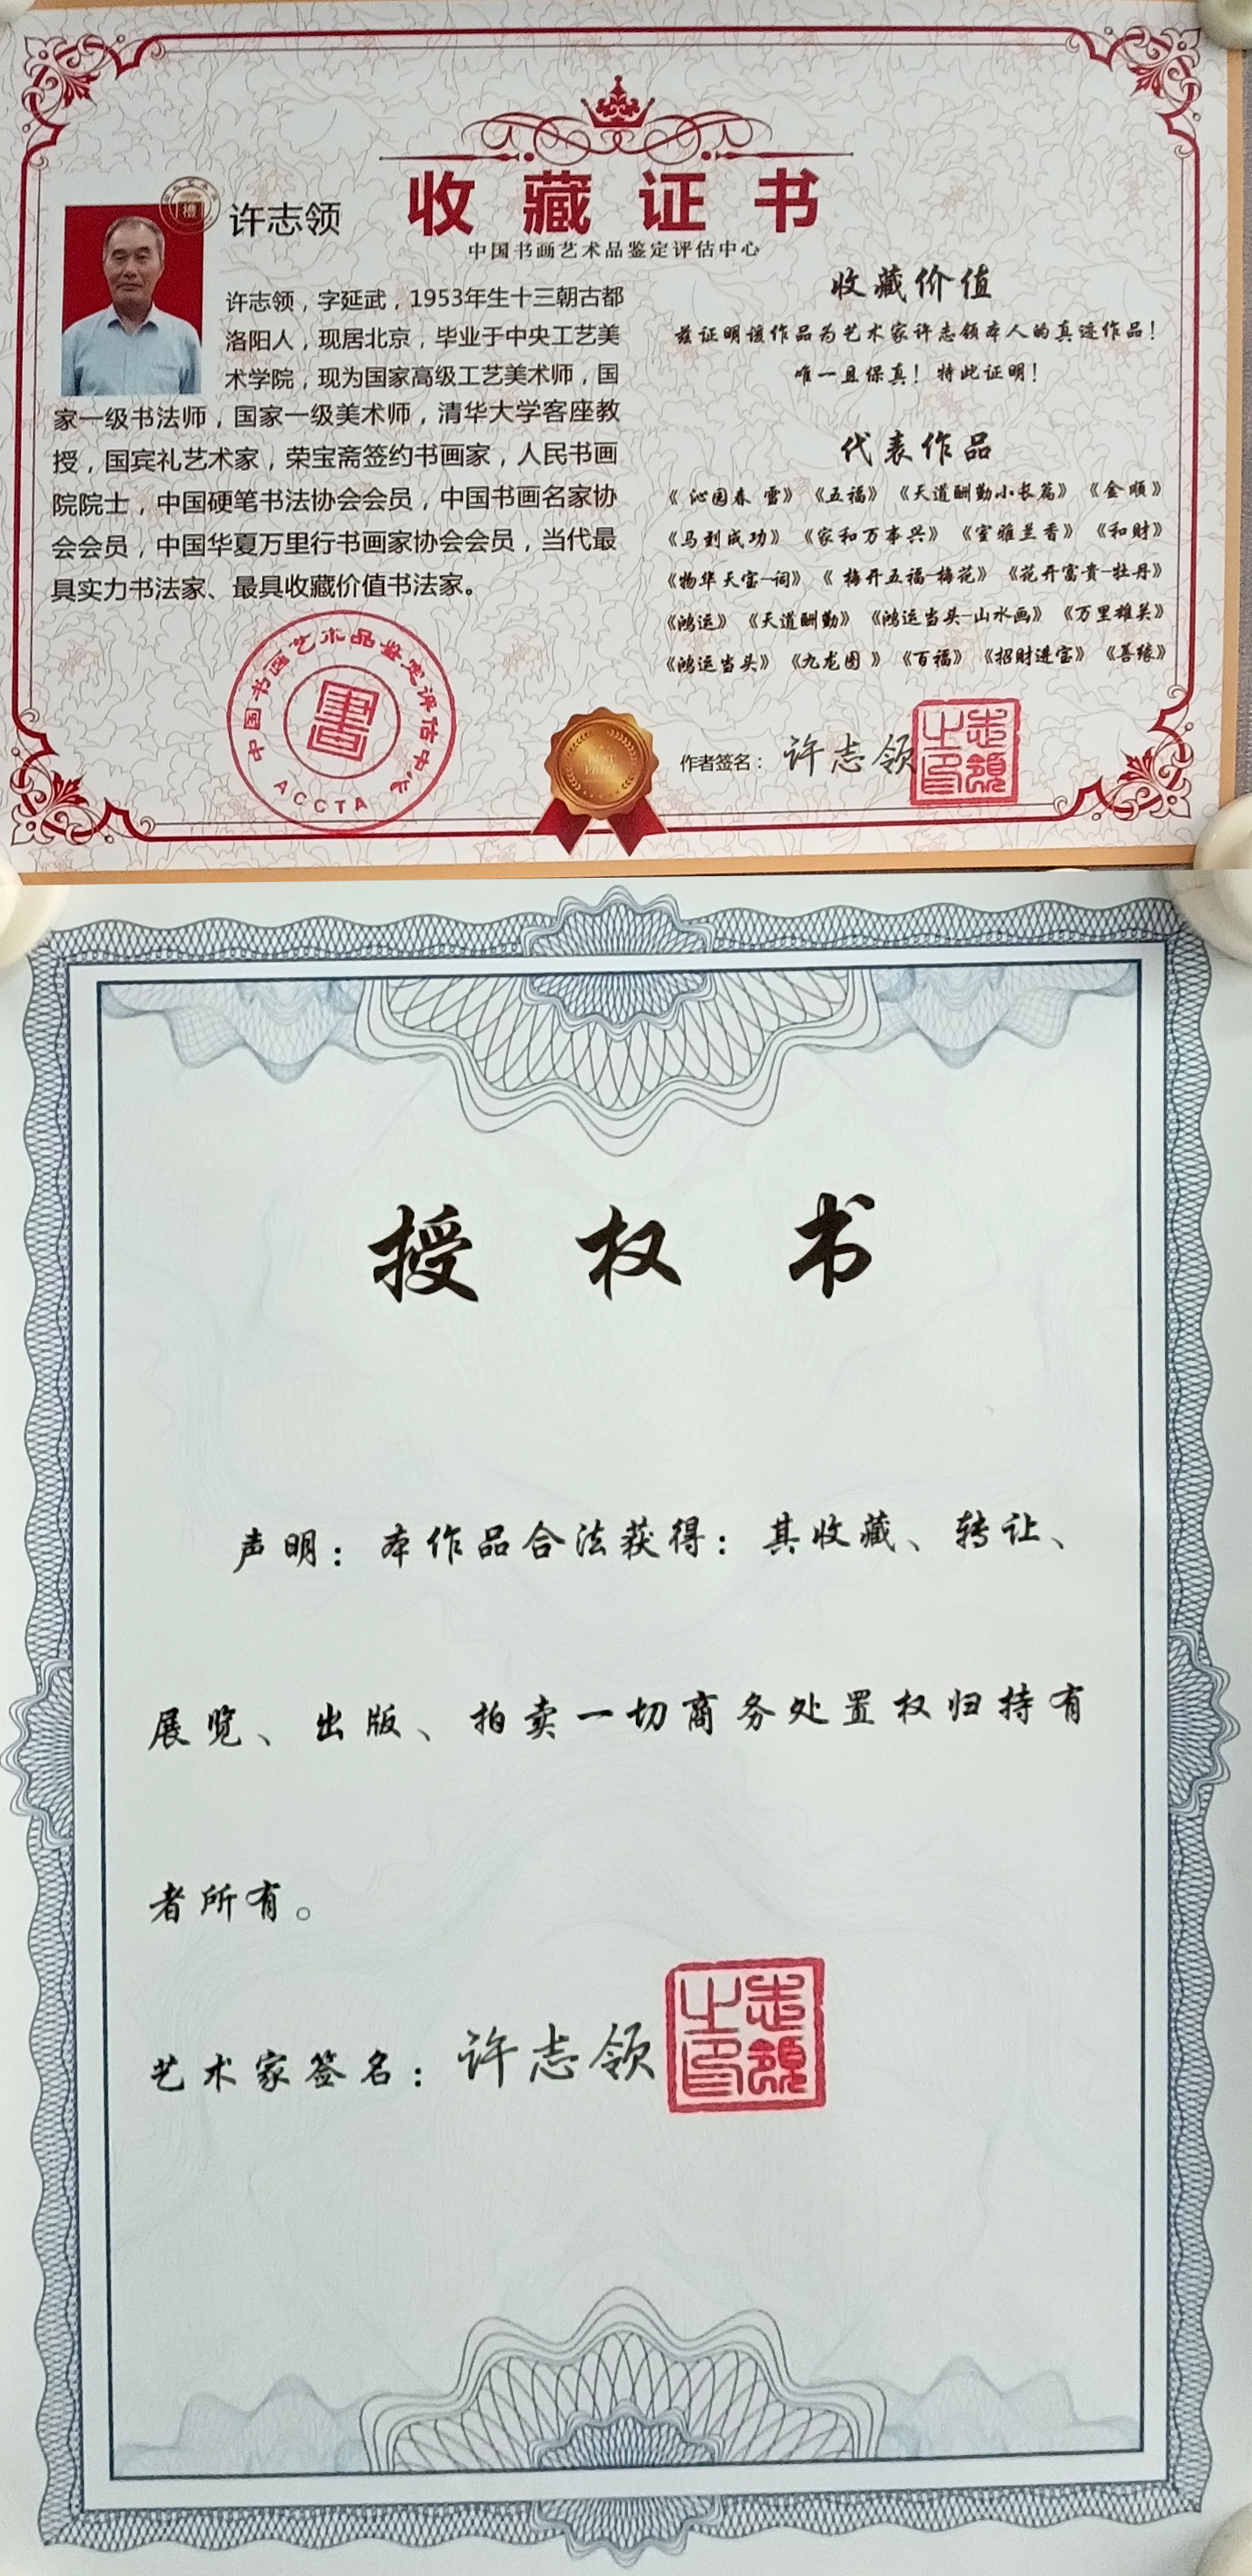 收藏证书
中国书画艺术品鉴定评估中心
许志领
许志领，字延武，1953年生十三朝古都
洛阳人，现居北京，毕业于中央工艺美
术学院，现为国家高级工艺美术师，国
家一级书法师，国家一级美术师，清华大学客座教
授，国宾礼艺术家，荣宝斋签约书画家，人民书画
院院士，中国硬笔书法协会会员，中国书画名家协
会会员，中国华夏万里行书画家协会会员，当代最
具实力书法家、最具收藏价值书法家。
中国书画艺术品鉴定评估中心
書
ACCTA
收藏价值
兹证明该作品为艺术家许志领本人的真迹作品！
唯一且保真！特此证明！
代表作品
《沁园春 雪》《五福》《天道酬勤小长篇》《金顺》
《马到成功》《家和万事兴》《室雅兰香》《和财》
《物华天宝-词》《 梅开五福-梅花》《花开富贵-牡丹》
《鸿运》《天道酬勤》《鸿运当头-山水画》《万里雄关》
《鸿运当头》《九龙图 》《百福》《招财进宝》《善缘》
BEST
PRIZE
作者签名：许志领
志领之印
授权书
声明：本作品合法获得：其收藏、转让、
展览、出版、拍卖一切商务处置权归持有
者所有。
艺术家签名：许志领
志领之印